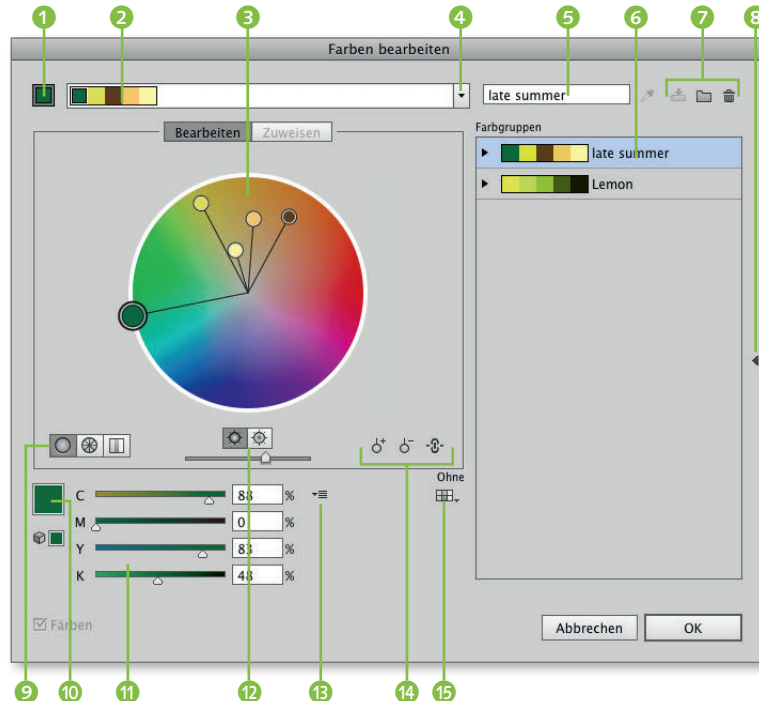 1 2 3 4 5 6 7 8
Farben bearbeiten
late summer
Bearbeiten Zuweisen
Farbgruppen
late summer
Lemon
Ohne
C 88 %
M 0 %
Y 83 %
K 48 %
Färben
Abbrechen OK
9 10 11 12 13 14 15